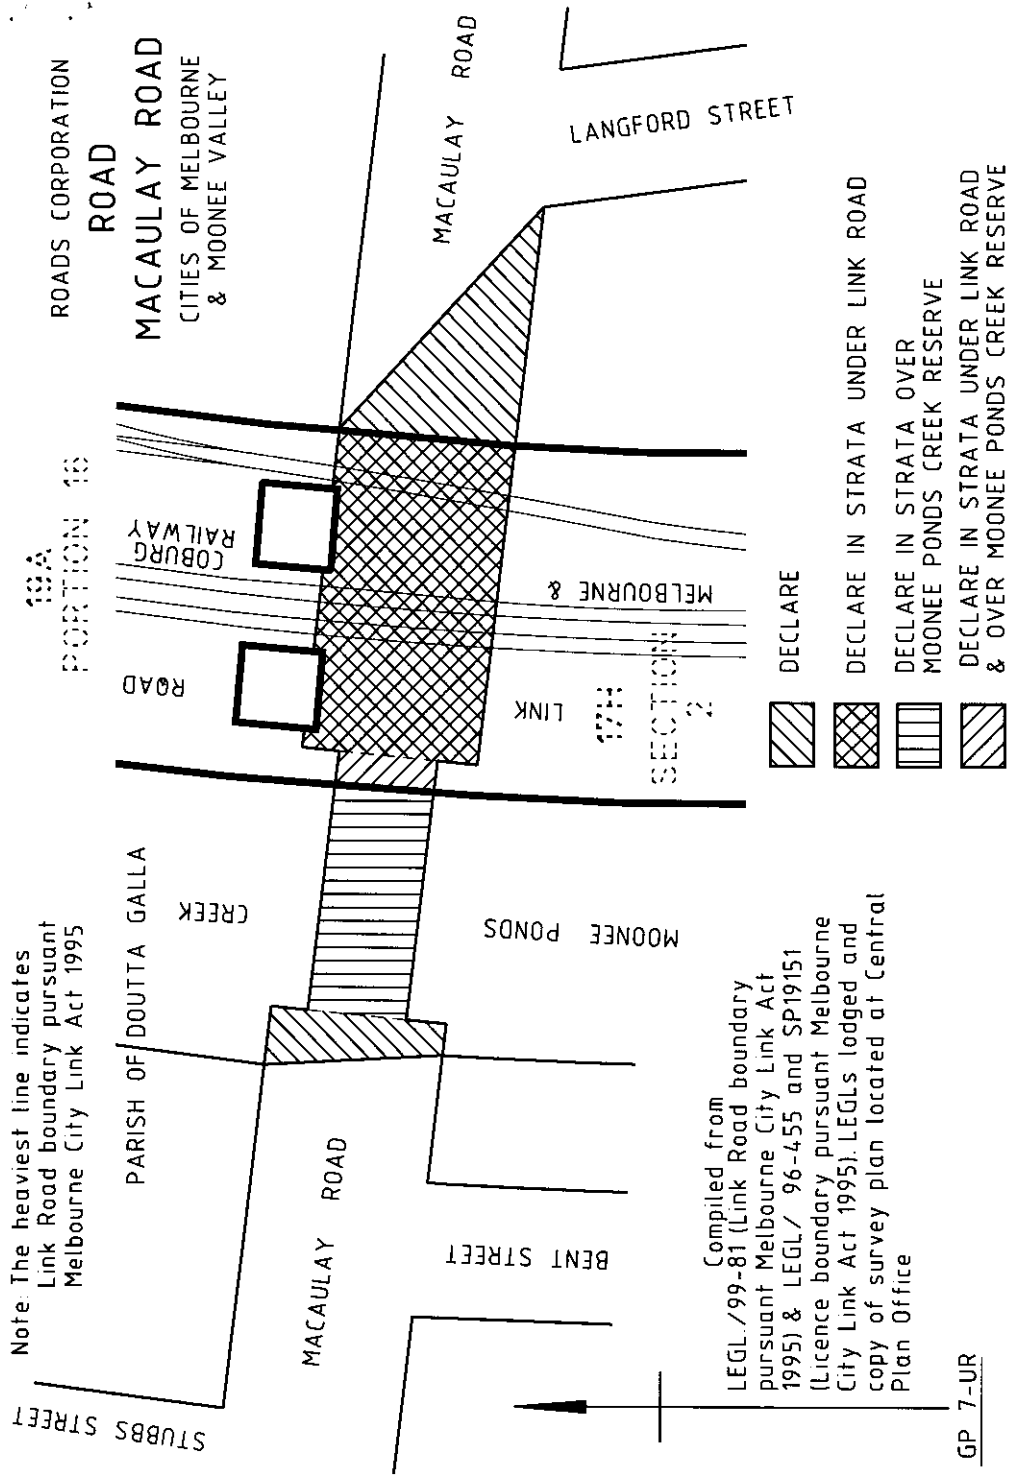 Note: The heaviest line indicates
Link Road boundary pursuant
Melbourne City Link Act 1995
ROADS CORPORATION
ROAD
MACAULAY ROAD
CITIES OF MELBOURNE
& MOONEE VALLEY
PARISH OF DOUTTA GALLA
18A
PORTION 16
STUBBS STREET
CREEK
ROAD
COBURG
RAILWAY
MACAULAY ROAD
MACAULAY ROAD
BENT STREET
MOONEE PONDS
LINK
MELBOURNE &
17H
SECTION
2
LANGFORD STREET
Compiled from
LEGL./99-81 (Link Road boundary
pursuant Melbourne City Link Act
1995) & LEGL/ 96-455 and SP19151
(Licence boundary pursuant Melbourne
City Link Act 1995). LEGLs lodged and
copy of survey plan located at Central
Plan Office
DECLARE
DECLARE IN STRATA UNDER LINK ROAD
DECLARE IN STRATA OVER
MOONEE PONDS CREEK RESERVE
DECLARE IN STRATA UNDER LINK ROAD
& OVER MOONEE PONDS CREEK RESERVE
GP 7-UR